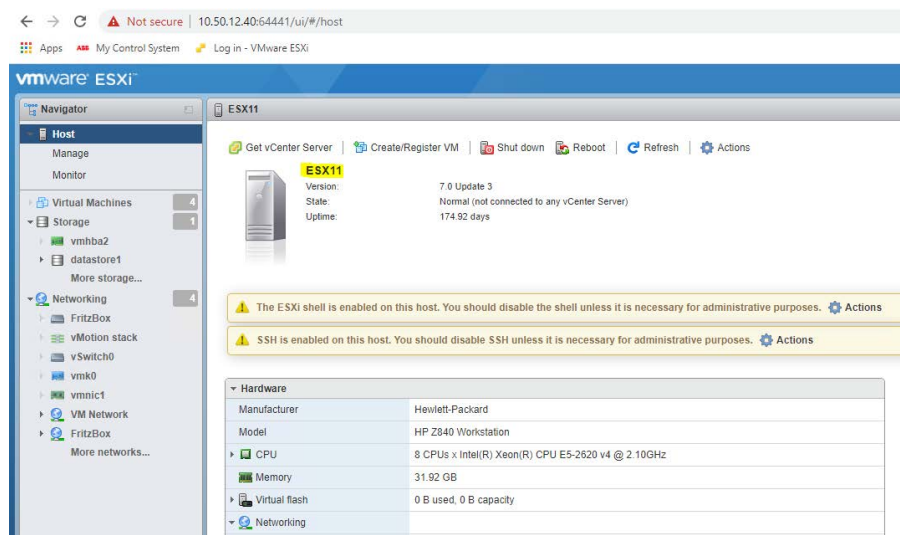 Not secure | 10.50.12.40:64441/ui/#/host
Apps ABB My Control System Log in - VMware ESXi
vmware ESXi™
Navigator
ESX11
Host
Manage
Monitor
Virtual Machines 4
Storage 1
vmhba2
datastore1
More storage...
Networking 4
FritzBox
vMotion stack
vSwitch0
vmk0
vmnic1
VM Network
FritzBox
More networks...
Get vCenter Server | Create/Register VM | Shut down Reboot | Refresh | Actions
ESX11
Version: 7.0 Update 3
State: Normal (not connected to any vCenter Server)
Uptime: 174.92 days
The ESXi shell is enabled on this host. You should disable the shell unless it is necessary for administrative purposes. Actions
SSH is enabled on this host. You should disable SSH unless it is necessary for administrative purposes. Actions
Hardware
Manufacturer Hewlett-Packard
Model HP Z840 Workstation
CPU 8 CPUs x Intel(R) Xeon(R) CPU E5-2620 v4 @ 2.10GHz
Memory 31.92 GB
Virtual flash 0 B used, 0 B capacity
Networking